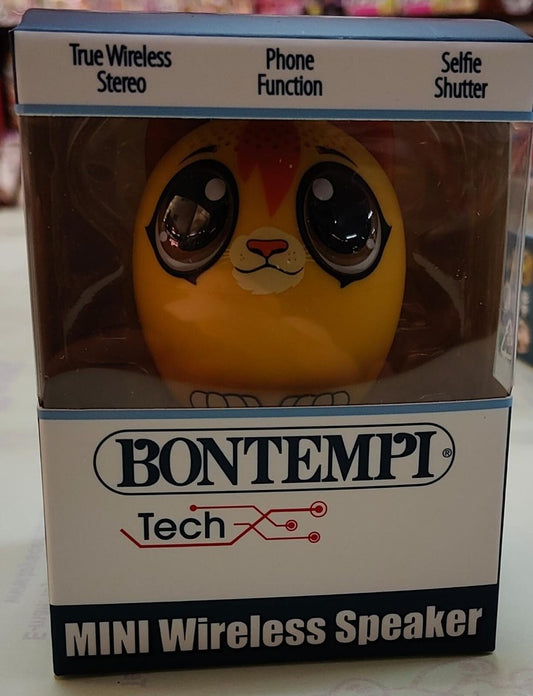 True Wireless
Stereo
Phone
Function
Selfie
Shutter
BONTEMPI®
Tech
MINI Wireless Speaker